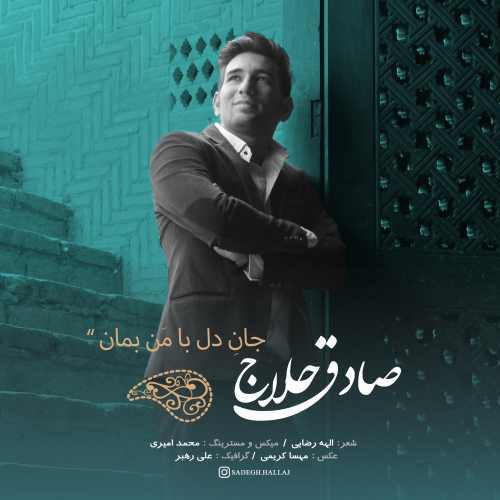 جانِ دل با مَن بمان “
صادق حلاج
شعر: الهه رضایی / میکس و مسترینگ : محمد امیری
عکس : مهسا کریمی / گرافیک : علی رهبر
SADEGH.HALLAJ